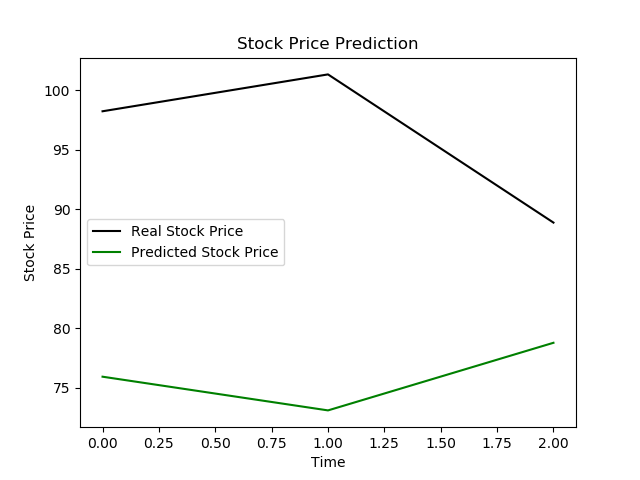 Stock Price Prediction
100
95
90
85
80
75
Stock Price
Real Stock Price
Predicted Stock Price
0.00 0.25 0.50 0.75 1.00 1.25 1.50 1.75 2.00
Time